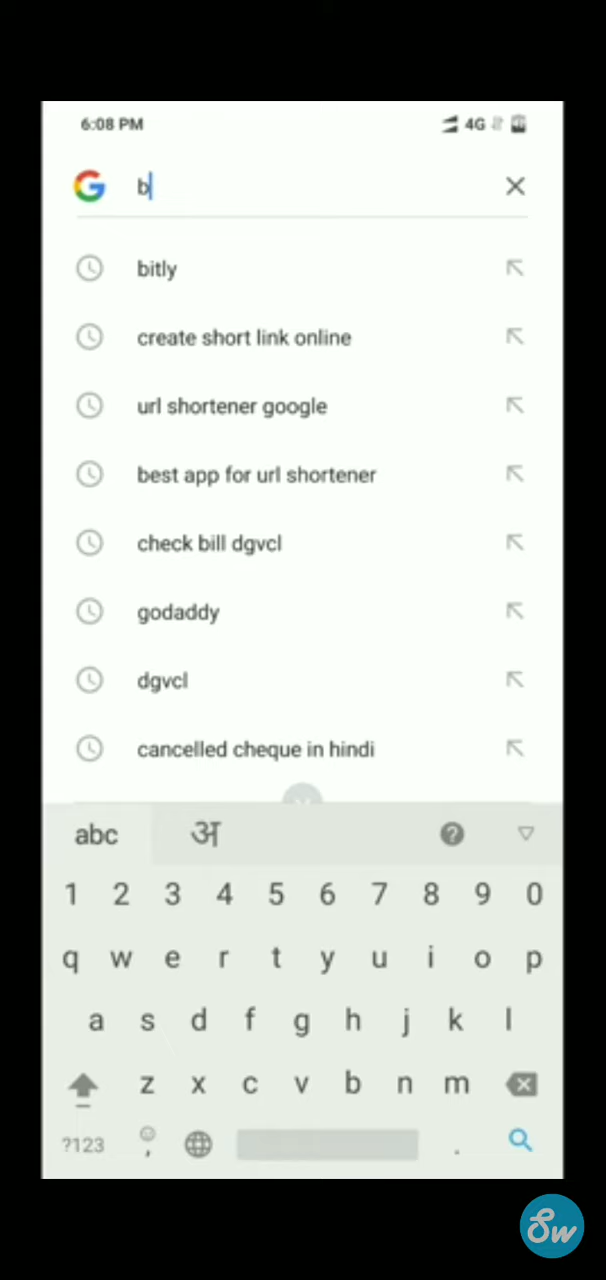 6:08 PM 4G
G b
bitly
create short link online
url shortener google
best app for url shortener
check bill dgvcl
godaddy
dgvcl
cancelled cheque in hindi
abc अ ?
1 2 3 4 5 6 7 8 9 0
q w e r t y u i o p
a s d f g h j k l
z x c v b n m
?123 , .
Sw